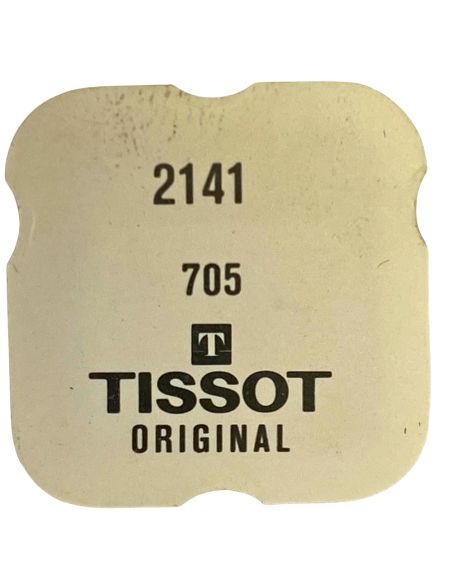 2141
705
T
TISSOT
ORIGINAL